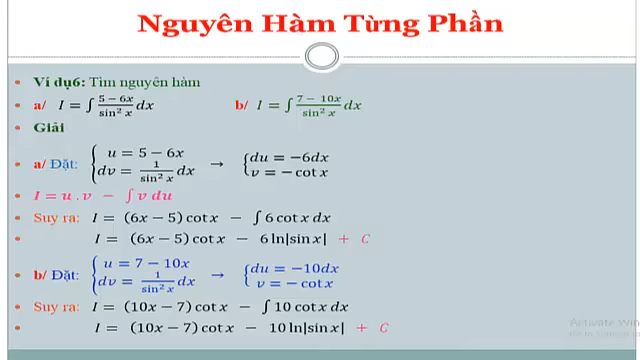 Nguyên Hàm Từng Phần
Ví dụ6: Tìm nguyên hàm
a/ I = ∫ (5 − 6x)/(sin² x) dx b/ I = ∫ (7 − 10x)/(sin² x) dx
Giải
a/ Đặt: { u = 5 − 6x ; dv = 1/(sin² x) dx → { du = −6dx ; v = − cot x
I = u . v − ∫ v du
Suy ra: I = (6x − 5) cot x − ∫ 6 cot x dx
I = (6x − 5) cot x − 6 ln|sin x| + C
b/ Đặt: { u = 7 − 10x ; dv = 1/(sin² x) dx → { du = −10dx ; v = − cot x
Suy ra: I = (10x − 7) cot x − ∫ 10 cot x dx
I = (10x − 7) cot x − 10 ln|sin x| + C
Activate Win